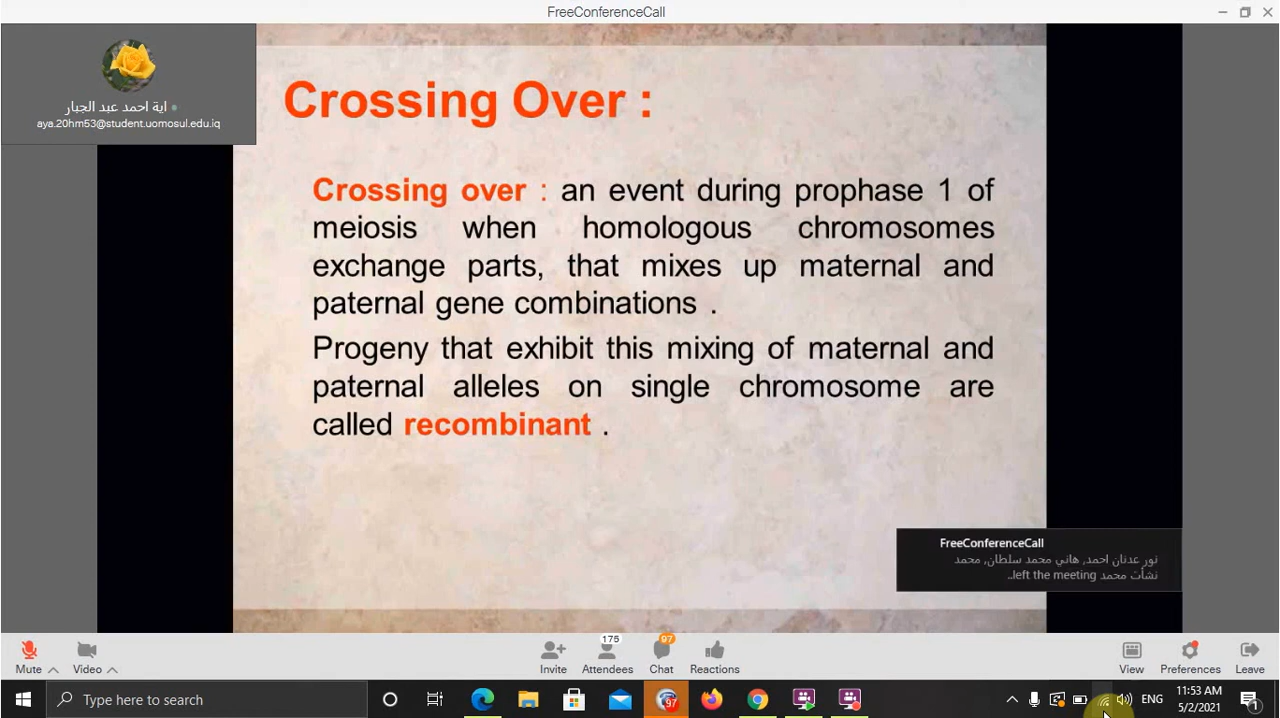 FreeConferenceCall
اية احمد عبد الجبار
aya.20hm53@student.uomosul.edu.iq
Crossing Over :
Crossing over : an event during prophase 1 of
meiosis when homologous chromosomes
exchange parts, that mixes up maternal and
paternal gene combinations .
Progeny that exhibit this mixing of maternal and
paternal alleles on single chromosome are
called recombinant .
FreeConferenceCall
نور عدنان احمد, هاني محمد سلطان, محمد
نشأت محمد left the meeting..
Mute
Video
Invite
175
Attendees
97
Chat
Reactions
View
Preferences
Leave
Type here to search
97
ENG
11:53 AM
5/2/2021
1